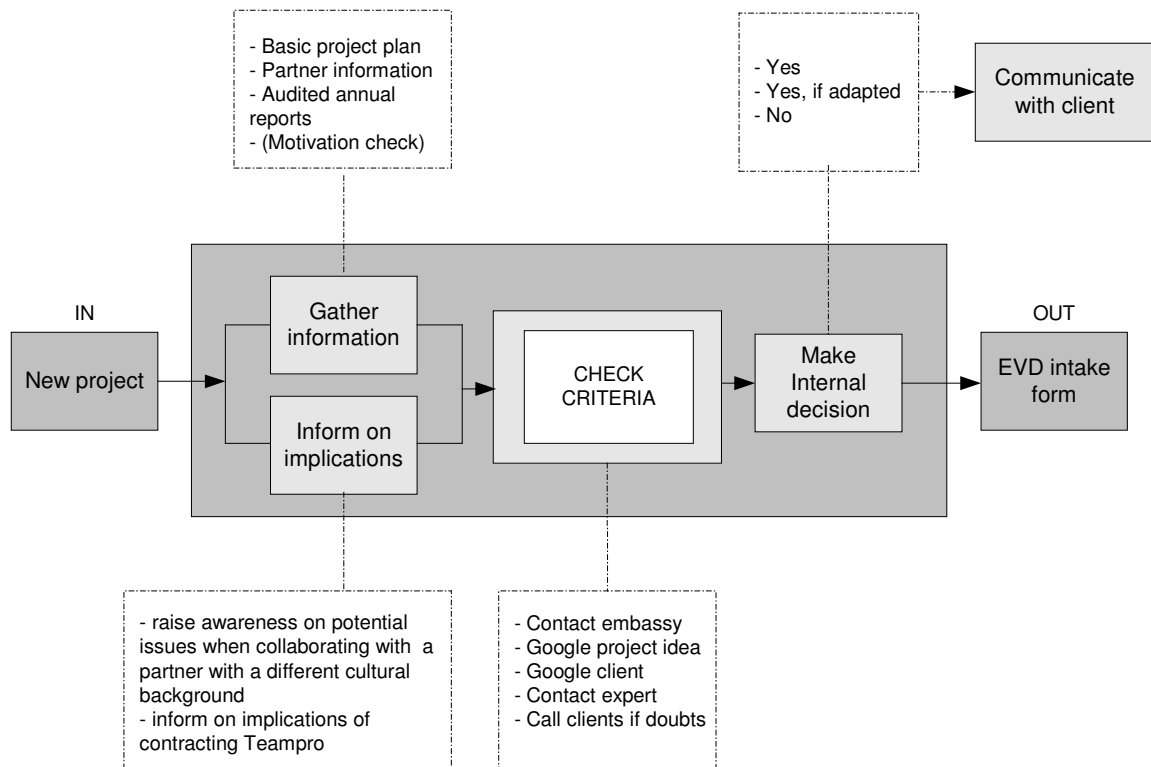 - Basic project plan
- Partner information
- Audited annual
reports
- (Motivation check)
- Yes
- Yes, if adapted
- No
Communicate
with client
IN
New project
Gather
information
Inform on
implications
CHECK
CRITERIA
Make
Internal
decision
OUT
EVD intake
form
- raise awareness on potential
issues when collaborating with a
partner with a different cultural
background
- inform on implications of
contracting Teampro
- Contact embassy
- Google project idea
- Google client
- Contact expert
- Call clients if doubts